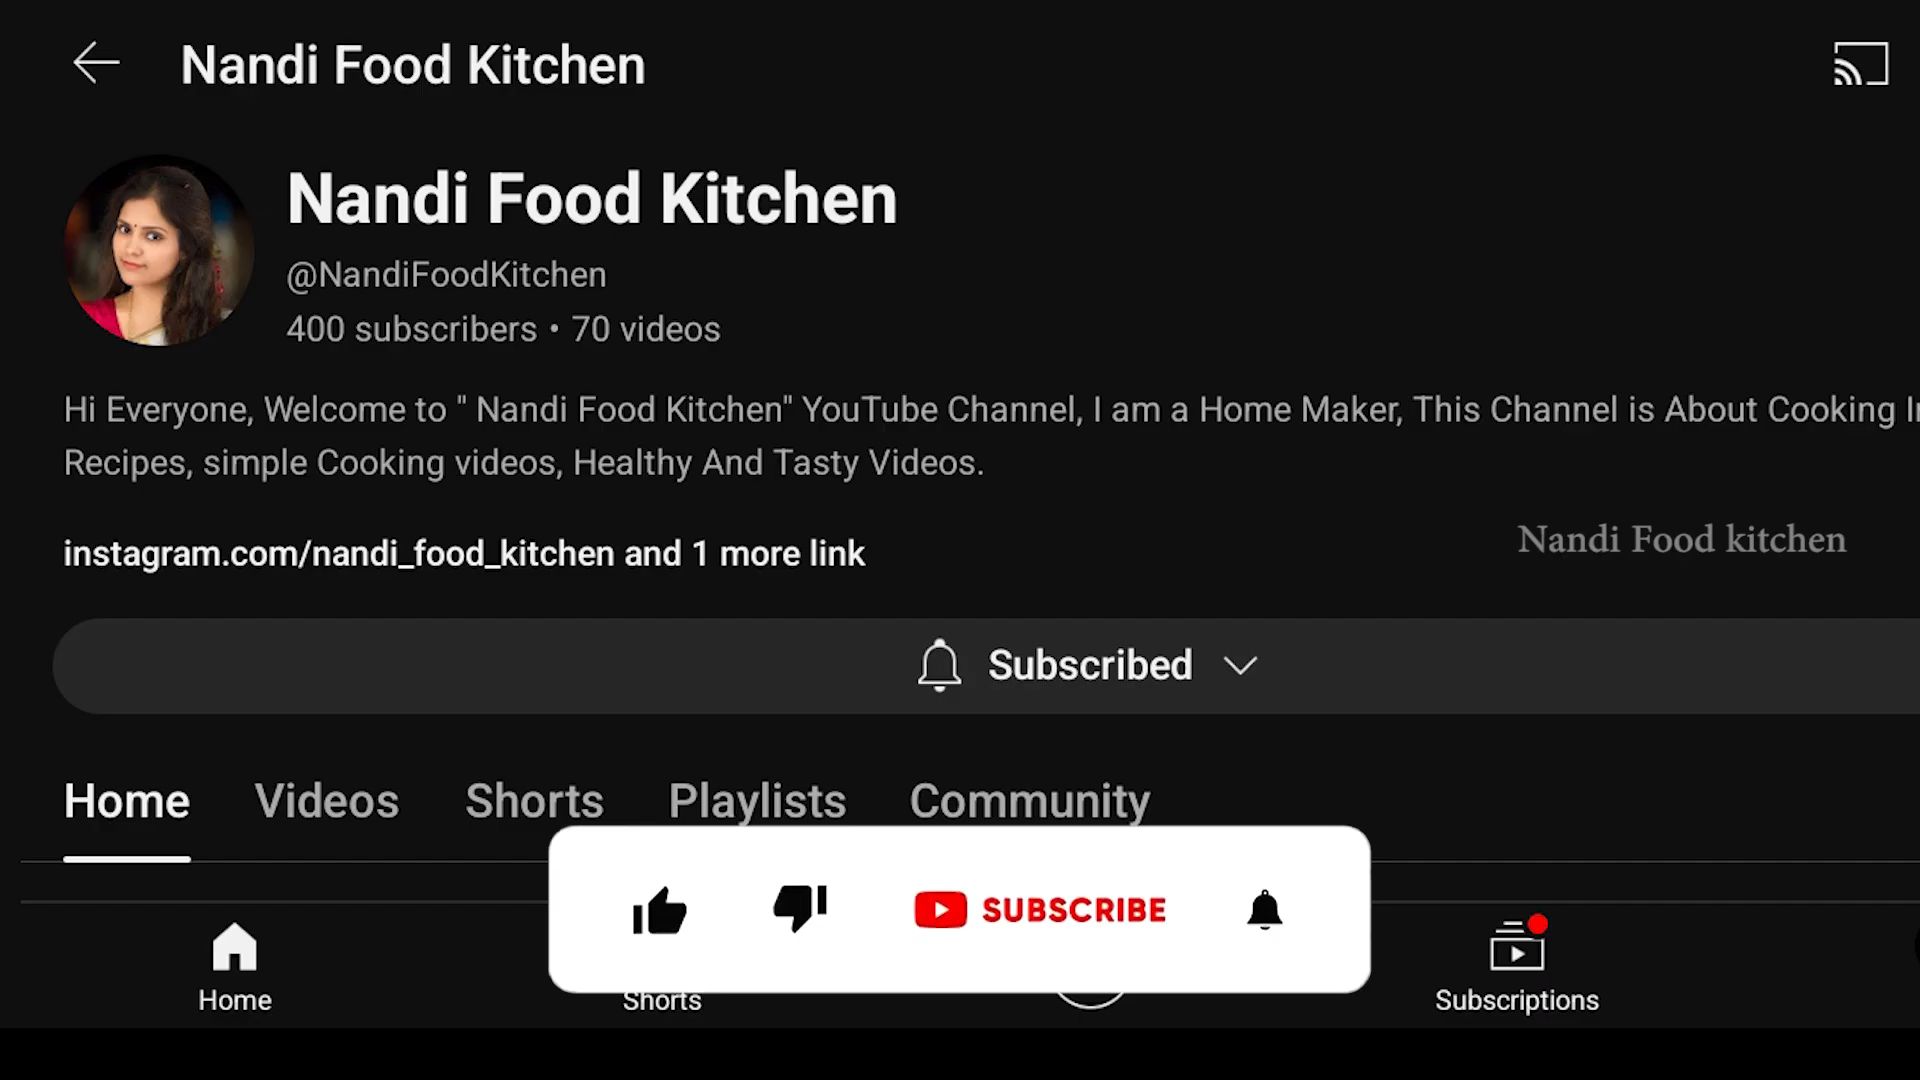 Nandi Food Kitchen
Nandi Food Kitchen
@NandiFoodKitchen
400 subscribers • 70 videos
Hi Everyone, Welcome to " Nandi Food Kitchen" YouTube Channel, I am a Home Maker, This Channel is About Cooking
Recipes, simple Cooking videos, Healthy And Tasty Videos.
Nandi Food kitchen
instagram.com/nandi_food_kitchen and 1 more link
Subscribed
Home Videos Shorts Playlists Community
SUBSCRIBE
Home Shorts Subscriptions